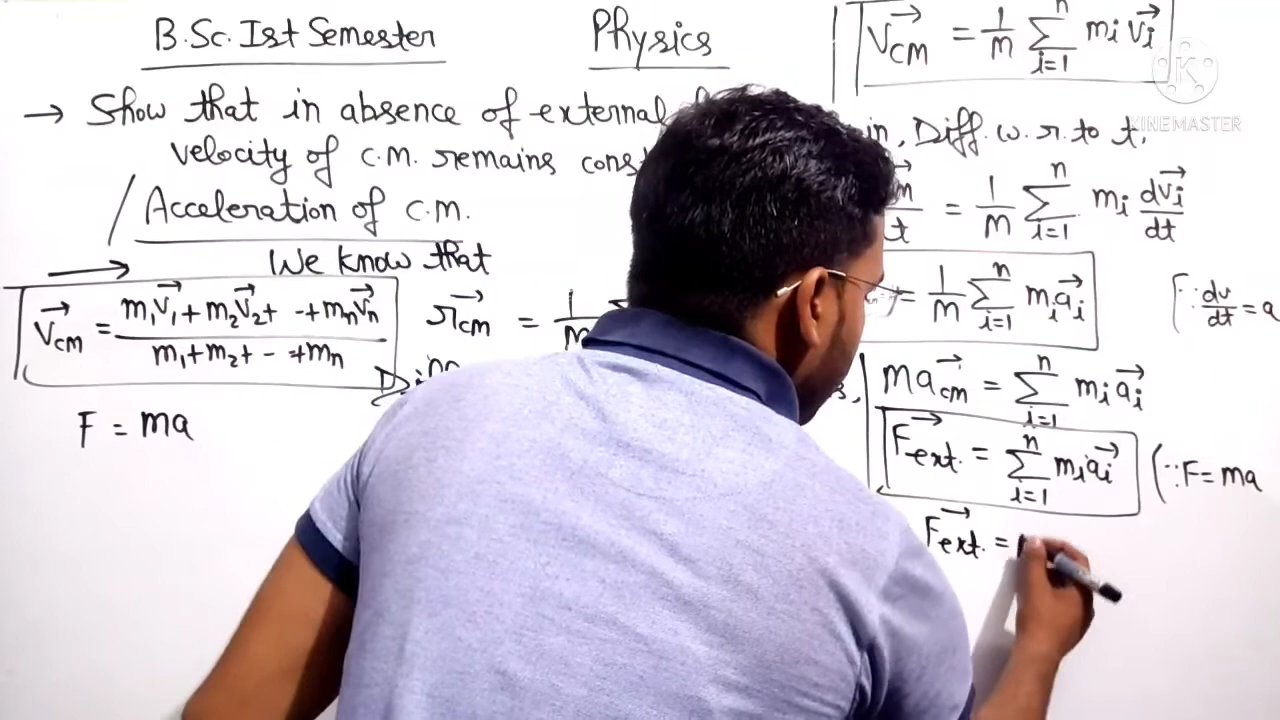 B.Sc. Ist Semester Physics
→ Show that in absence of external
velocity of c.m. remains
Acceleration of c.m.
We know that
V⃗cm = m₁V⃗₁ + m₂V⃗₂ + - + mₙV⃗ₙ / m₁ + m₂ + - + mₙ
r⃗cm = 1/m
F = ma
V⃗cm = 1/m Σ(i=1 to n) mᵢ v⃗ᵢ
KINEMASTER
Diff. w. r. to t,
= 1/m Σ(i=1 to n) mᵢ dv⃗ᵢ/dt
= 1/m Σ(i=1 to n) mᵢ a⃗ᵢ [∵ dv/dt = a
ma⃗cm = Σ(i=1 to n) mᵢ a⃗ᵢ
F⃗ext. = Σ(i=1 to n) mᵢ a⃗ᵢ (∵ F = ma
F⃗ext. =